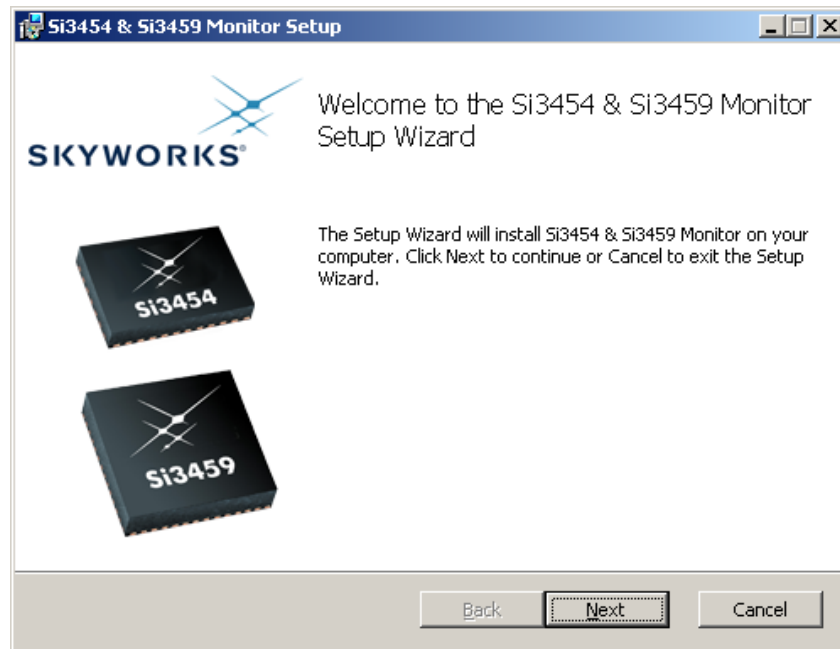 Si3454 & Si3459 Monitor Setup
SKYWORKS®
Welcome to the Si3454 & Si3459 Monitor
Setup Wizard
The Setup Wizard will install Si3454 & Si3459 Monitor on your
computer. Click Next to continue or Cancel to exit the Setup
Wizard.
Si3454
Si3459
Back
Next
Cancel